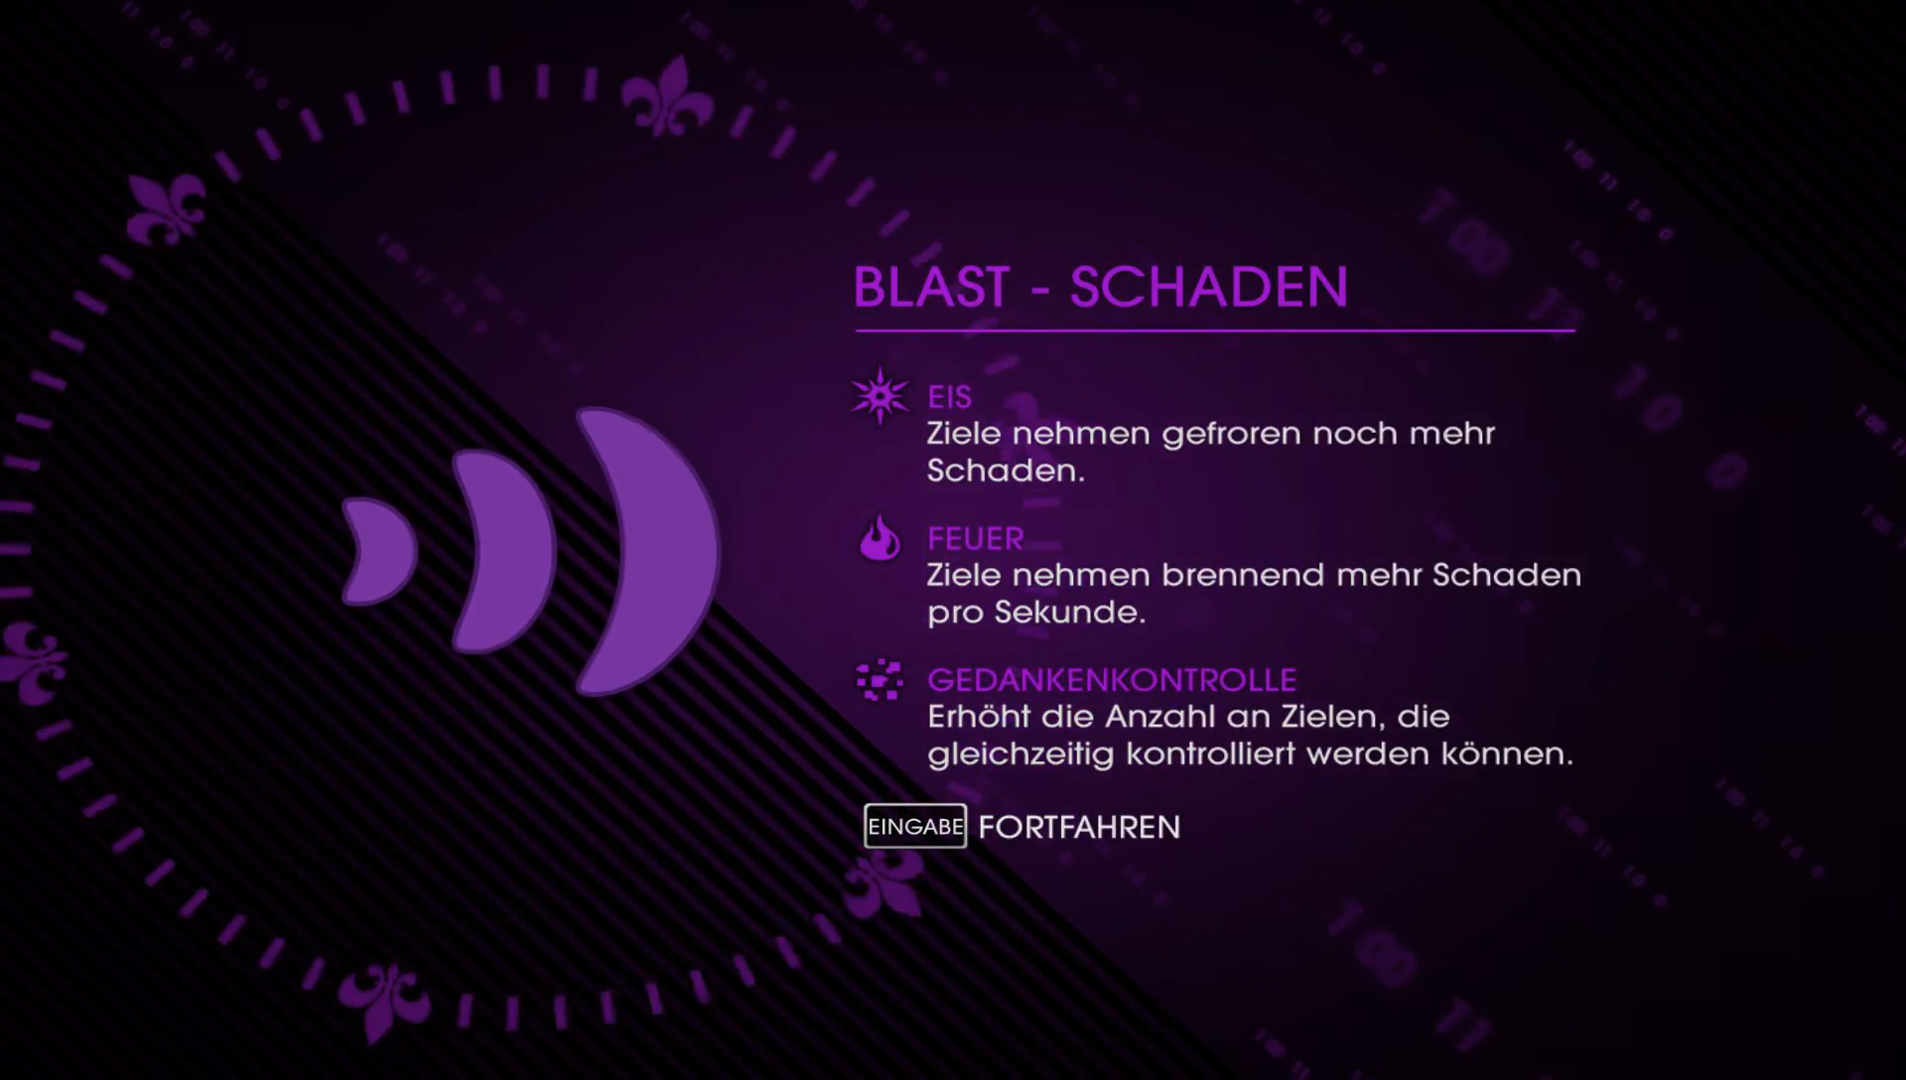 BLAST - SCHADEN
EIS
Ziele nehmen gefroren noch mehr
Schaden.
FEUER
Ziele nehmen brennend mehr Schaden
pro Sekunde.
GEDANKENKONTROLLE
Erhöht die Anzahl an Zielen, die
gleichzeitig kontrolliert werden können.
EINGABE FORTFAHREN